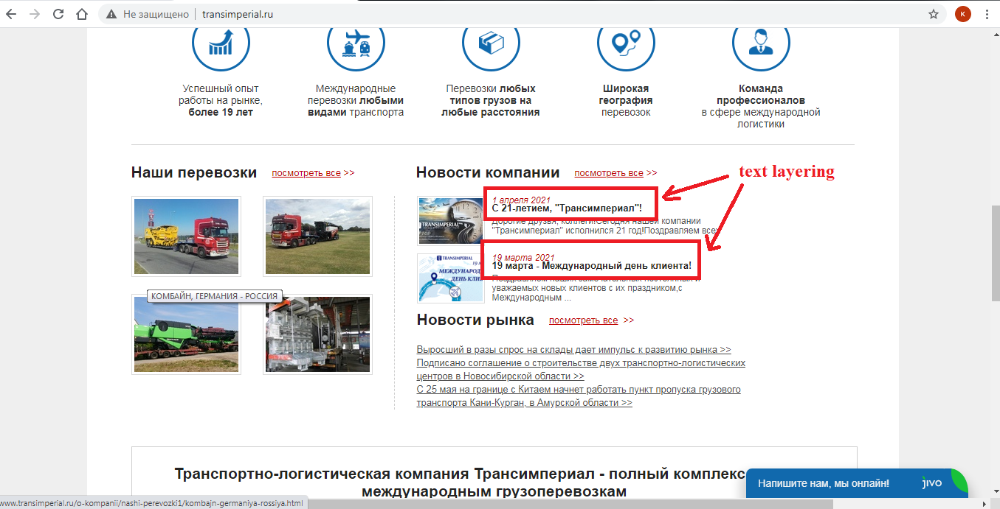 Не защищено
transimperial.ru
K
Успешный опыт
работы на рынке,
более 19 лет
Международные
перевозки любыми
видами транспорта
Перевозки любых
типов грузов на
любые расстояния
Широкая
география
перевозок
Команда
профессионалов
в сфере международной
логистики
Наши перевозки посмотреть все >>
КОМБАЙН, ГЕРМАНИЯ - РОССИЯ
Новости компании посмотреть все >>
text layering
TRANSIMPERIAL
1 апреля 2021
С 21-летием, "Трансимпериал"!
Дорогие друзья, коллеги!Сегодня нашей компании
"Трансимпериал" исполнился 21 год!Поздравляем всех
TRANSIMPERIAL
МЕЖДУНАРОД
ДЕНЬ КЛИ
19 марта 2021
19 марта - Международный день клиента!
Поздравляем наших замечательных постоянных и
уважаемых новых клиентов с их праздником,с
Международным ...
Новости рынка посмотреть все >>
Выросший в разы спрос на склады дает импульс к развитию рынка >>
Подписано соглашение о строительстве двух транспортно-логистических
центров в Новосибирской области >>
С 25 мая на границе с Китаем начнет работать пункт пропуска грузового
транспорта Кани-Курган, в Амурской области >>
Транспортно-логистическая компания Трансимпериал - полный комплекс
международным грузоперевозкам
Напишите нам, мы онлайн! jivo
www.transimperial.ru/o-kompanii/nashi-perevozki1/kombajn-germaniya-rossiya.html